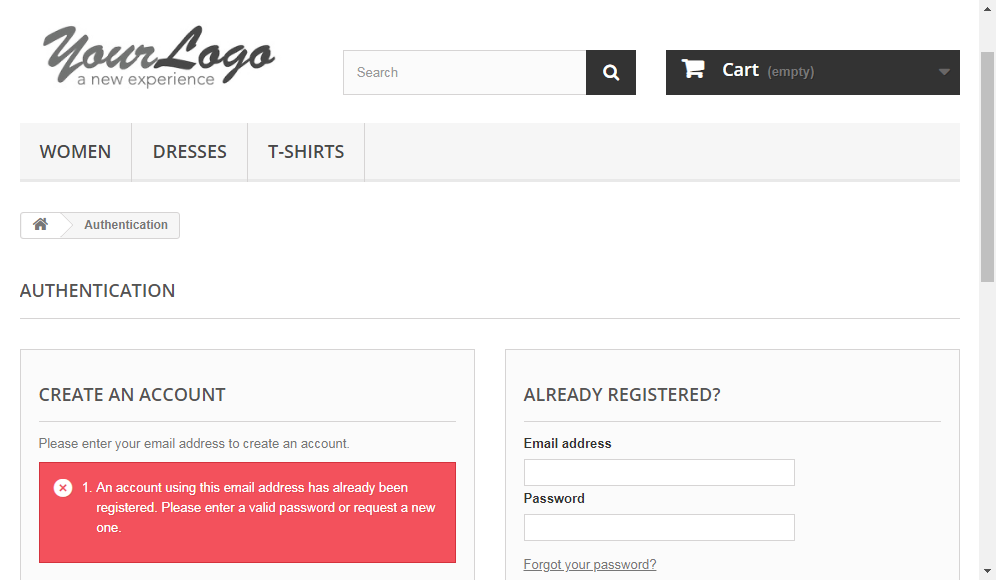 YourLogo
a new experience
Search
Cart (empty)
WOMEN DRESSES T-SHIRTS
Authentication
AUTHENTICATION
CREATE AN ACCOUNT
Please enter your email address to create an account.
1. An account using this email address has already been
registered. Please enter a valid password or request a new
one.
ALREADY REGISTERED?
Email address
Password
Forgot your password?